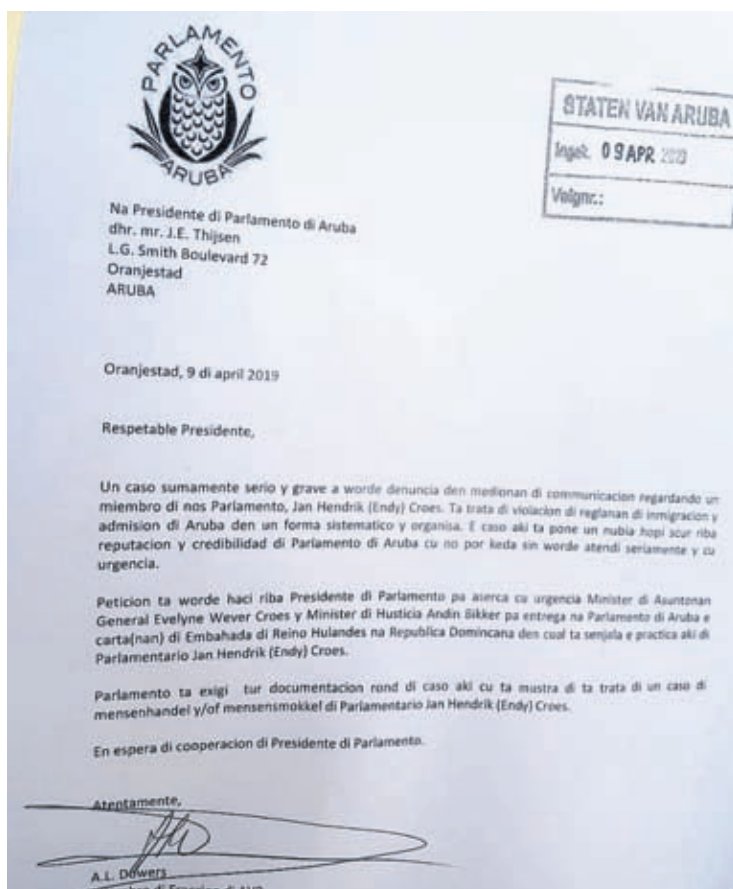 PARLAMENTO
ARUBA
STATEN VAN ARUBA
Ingek. 09 APR 2019
Volgnr.:
Na Presidente di Parlamento di Aruba
dhr. mr. J.E. Thijsen
L.G. Smith Boulevard 72
Oranjestad
ARUBA
Oranjestad, 9 di april 2019
Respetable Presidente,
Un caso sumamente serio y grave a worde denuncia den medionan di communicacion regardando un
miembro di nos Parlamento, Jan Hendrik (Endy) Croes. Ta trata di violacion di reglanan di inmigracion y
admision di Aruba den un forma sistematico y organisa. E caso aki ta pone un nubia hopi scur riba
reputacion y credibilidad di Parlamento di Aruba cu no por keda sin worde atendi seriamente y cu
urgencia.
Peticion ta worde haci riba Presidente di Parlamento pa acerca cu urgencia Minister di Asuntonan
General Evelyne Wever Croes y Minister di Husticia Andin Bikker pa entrega na Parlamento di Aruba e
carta(nan) di Embahada di Reino Hulandes na Republica Domincana den cual ta senjala e practica aki di
Parlamentario Jan Hendrik (Endy) Croes.
Parlamento ta exigi tur documentacion rond di caso aki cu ta mustra di ta trata di un caso di
mensenhandel y/of mensensmokkel di Parlamentario Jan Hendrik (Endy) Croes.
En espera di cooperacion di Presidente di Parlamento.
Atentamente,
A.L. Dowers
di Fraccion di AVP